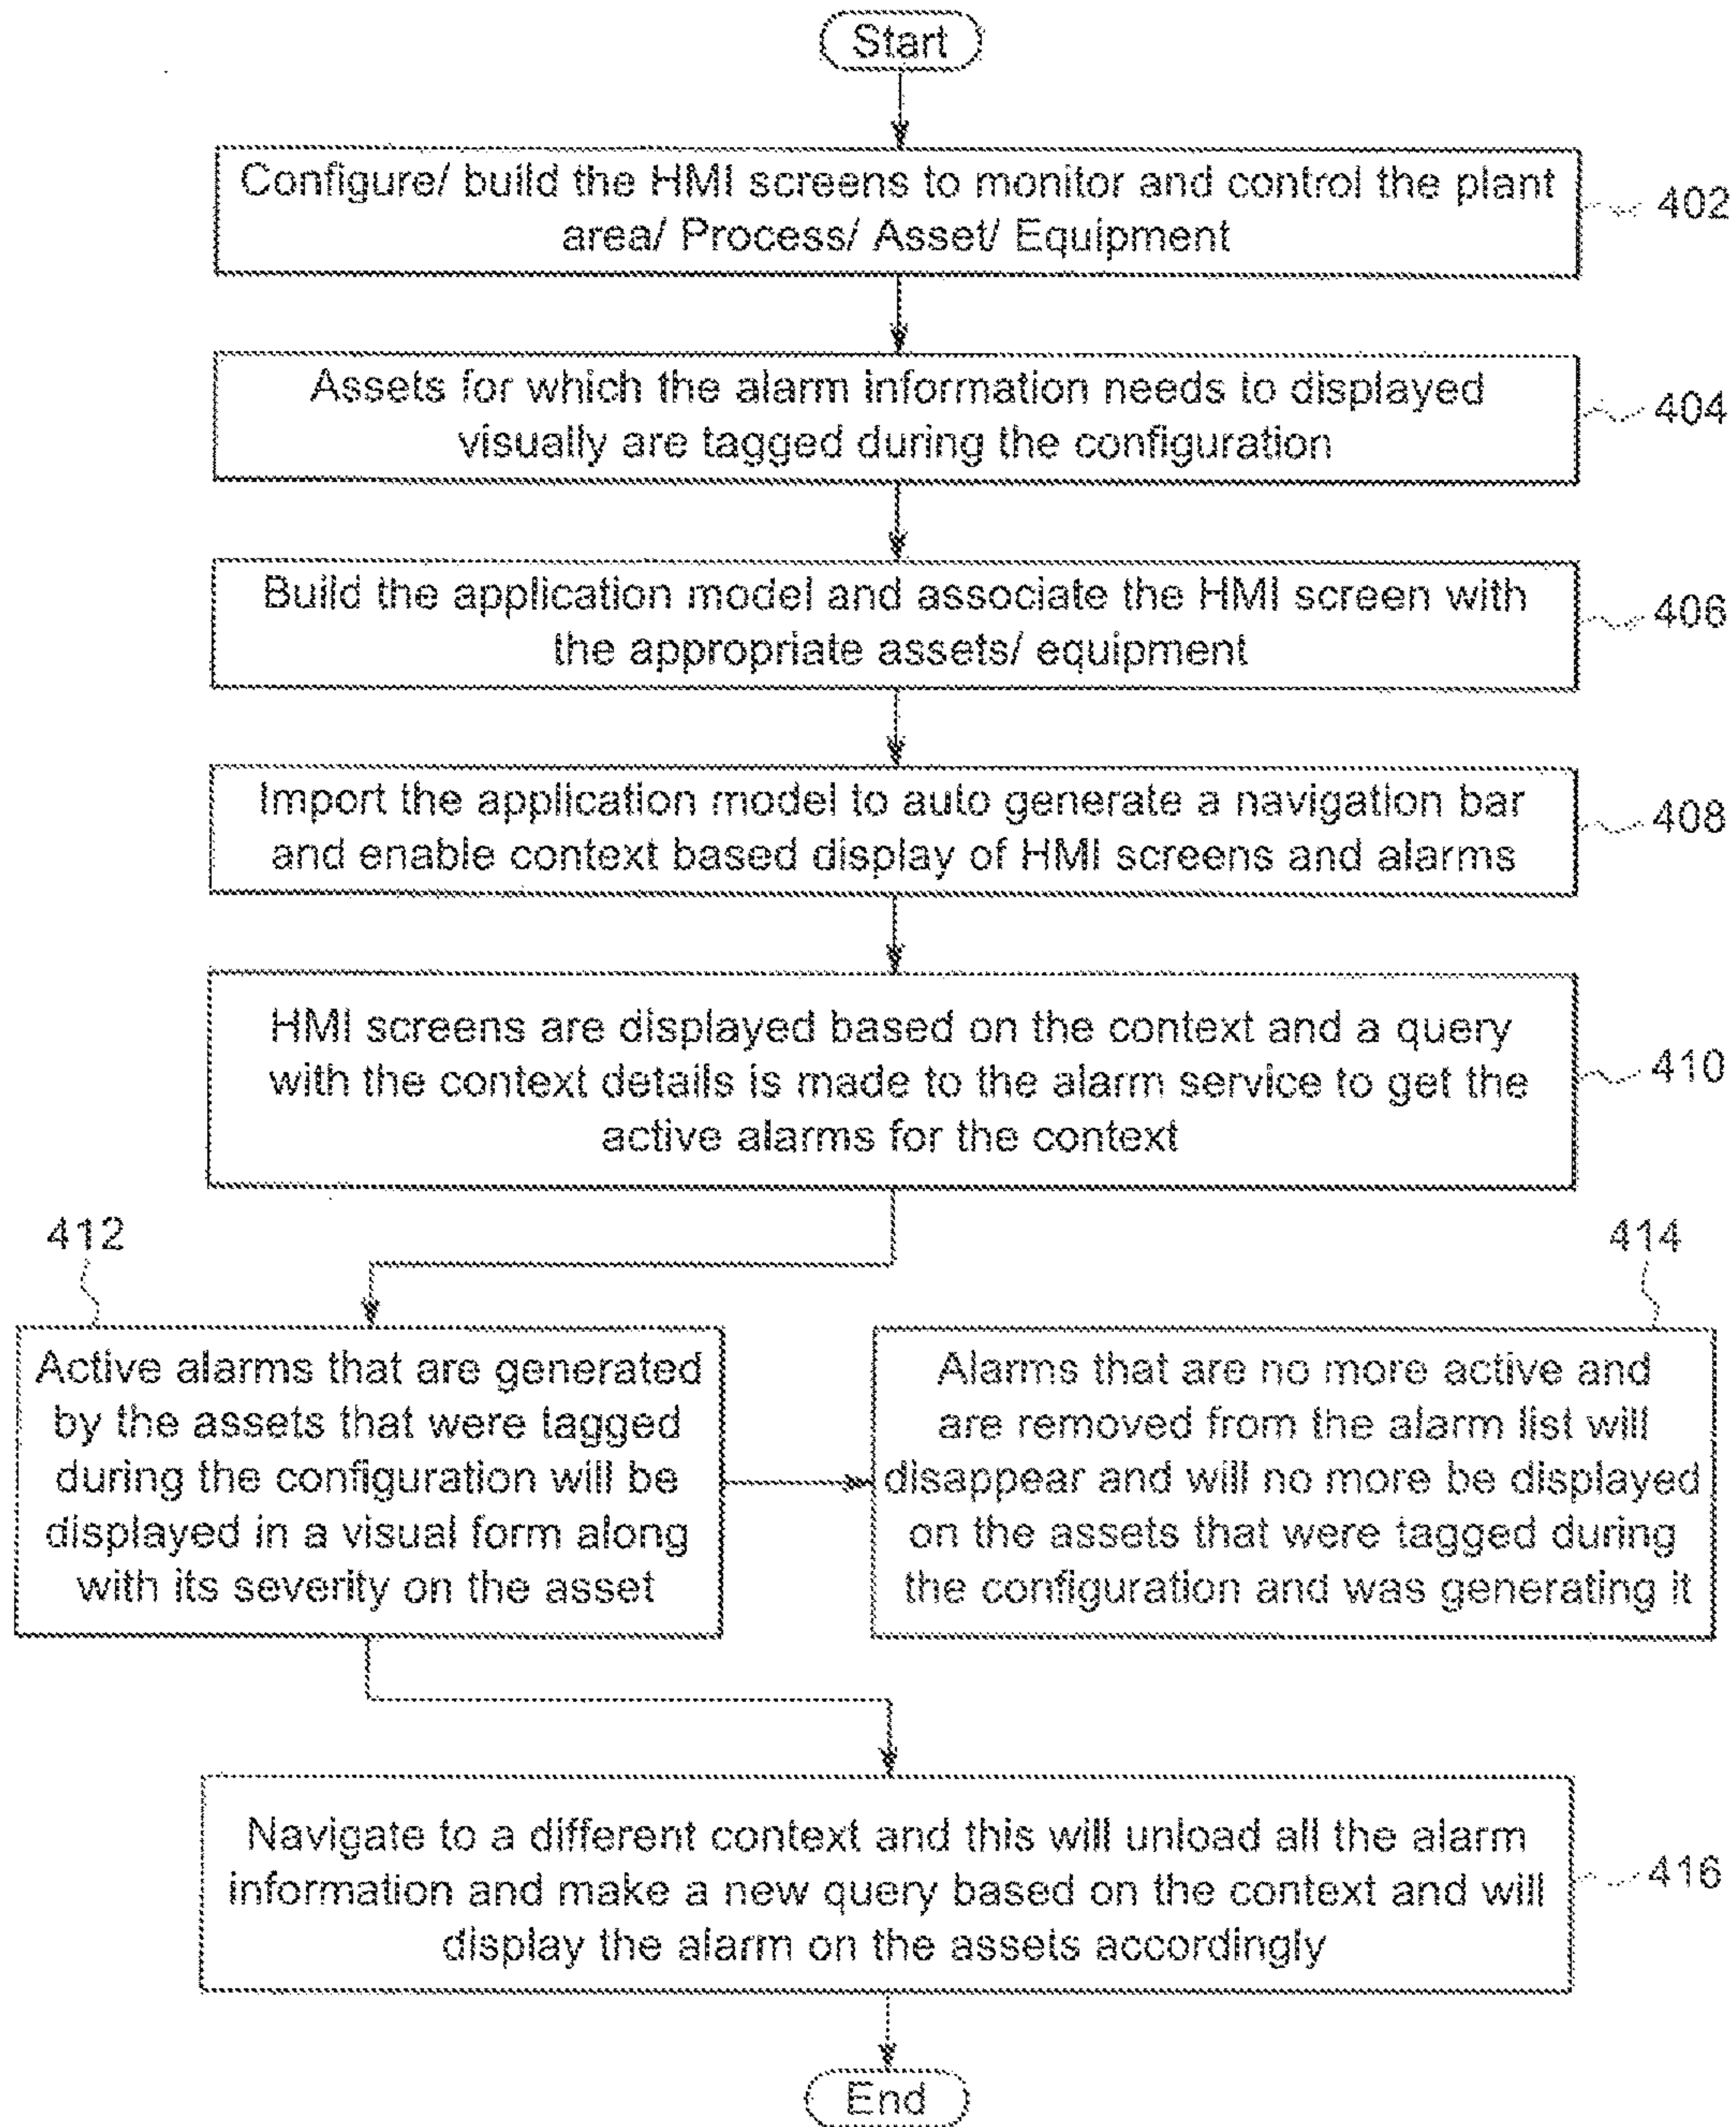 Start
Configure/ build the HMI screens to monitor and control the plant
area/ Process/ Asset/ Equipment
402
Assets for which the alarm information needs to displayed
visually are tagged during the configuration
404
Build the application model and associate the HMI screen with
the appropriate assets/ equipment
406
Import the application model to auto generate a navigation bar
and enable context based display of HMI screens and alarms
408
HMI screens are displayed based on the context and a query
with the context details is made to the alarm service to get the
active alarms for the context
410
412
Active alarms that are generated
by the assets that were tagged
during the configuration will be
displayed in a visual form along
with its severity on the asset
414
Alarms that are no more active and
are removed from the alarm list will
disappear and will no more be displayed
on the assets that were tagged during
the configuration and was generating it
Navigate to a different context and this will unload all the alarm
information and make a new query based on the context and will
display the alarm on the assets accordingly
416
End